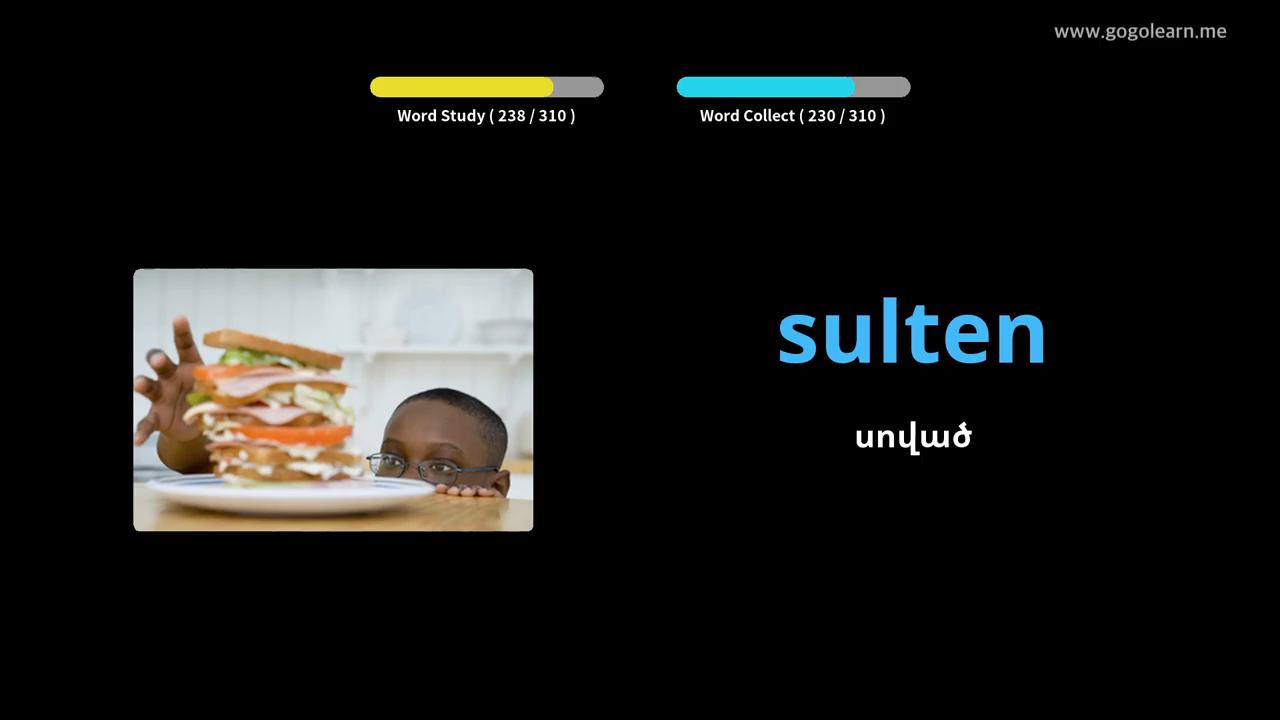 www.gogolearn.me
Word Study ( 238 / 310 )
Word Collect ( 230 / 310 )
sulten
սոված